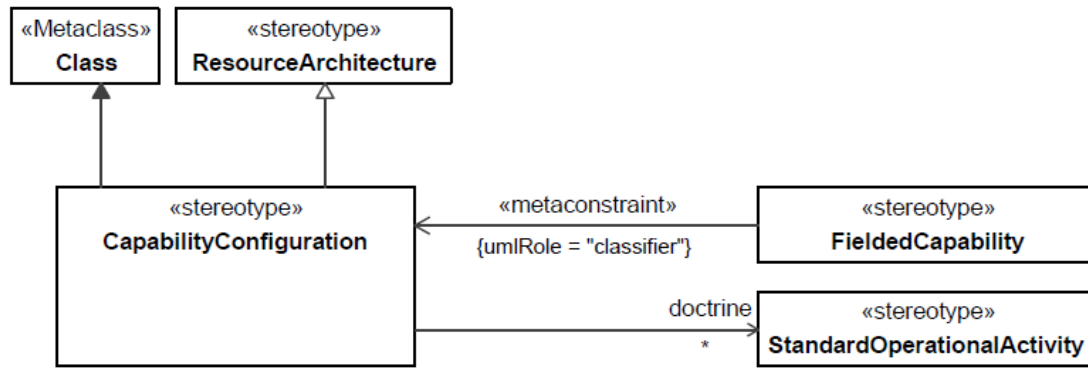 «Metaclass»
Class
«stereotype»
ResourceArchitecture
«stereotype»
CapabilityConfiguration
«metaconstraint»
{umlRole = "classifier"}
«stereotype»
FieldedCapability
doctrine
*
«stereotype»
StandardOperationalActivity